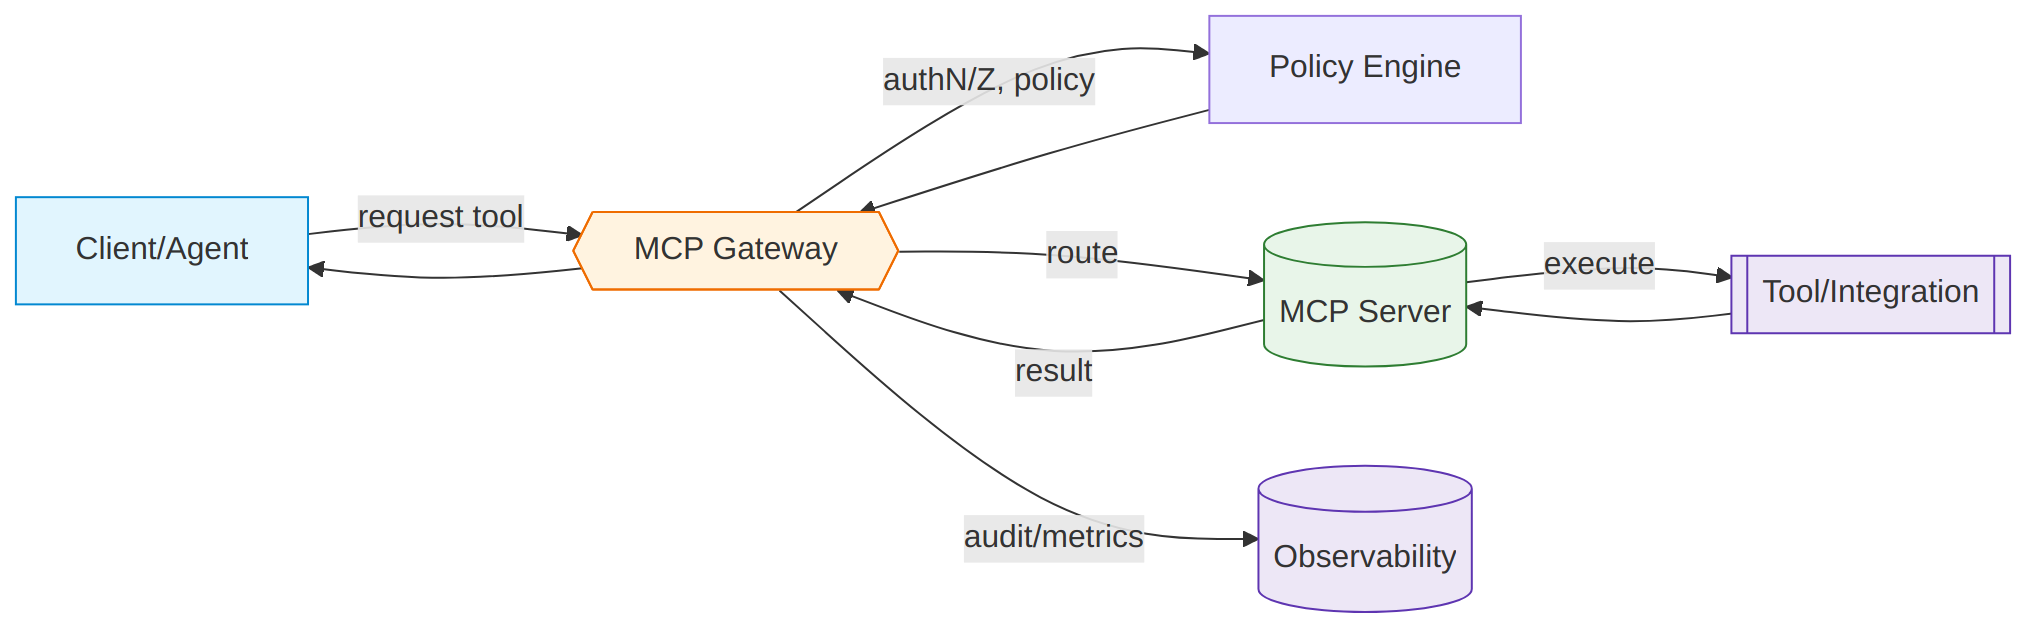 authN/Z, policy
Policy Engine
Client/Agent
request tool
MCP Gateway
route
MCP Server
execute
Tool/Integration
result
audit/metrics
Observability